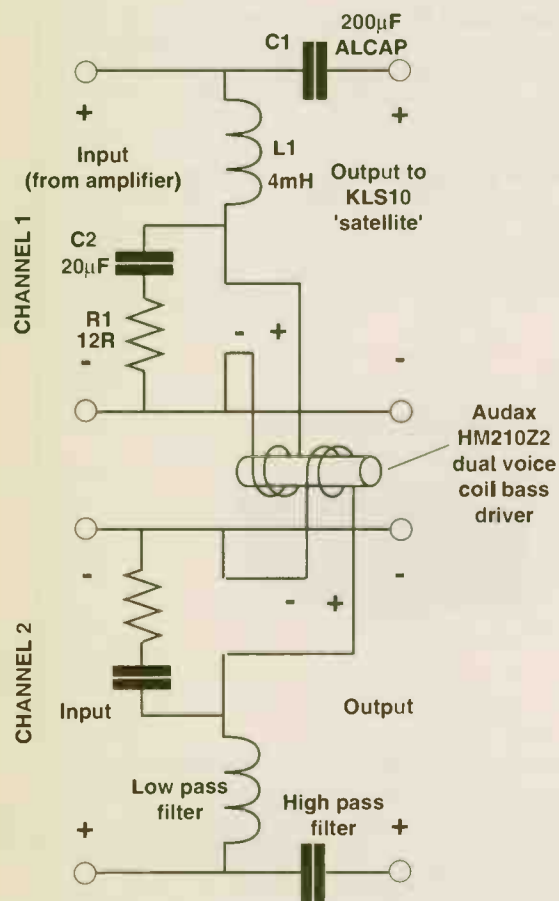 C1
200µF
ALCAP
+
+
Input
(from amplifier)
L1
4mH
Output to
KLS10
'satellite'
CHANNEL 1
C2
20µF
R1
12R
-
+
-
-
Audax
HM210Z2
dual voice
coil bass
driver
-
-
+
-
CHANNEL 2
Input
Output
Low pass
filter
High pass
filter
+
+